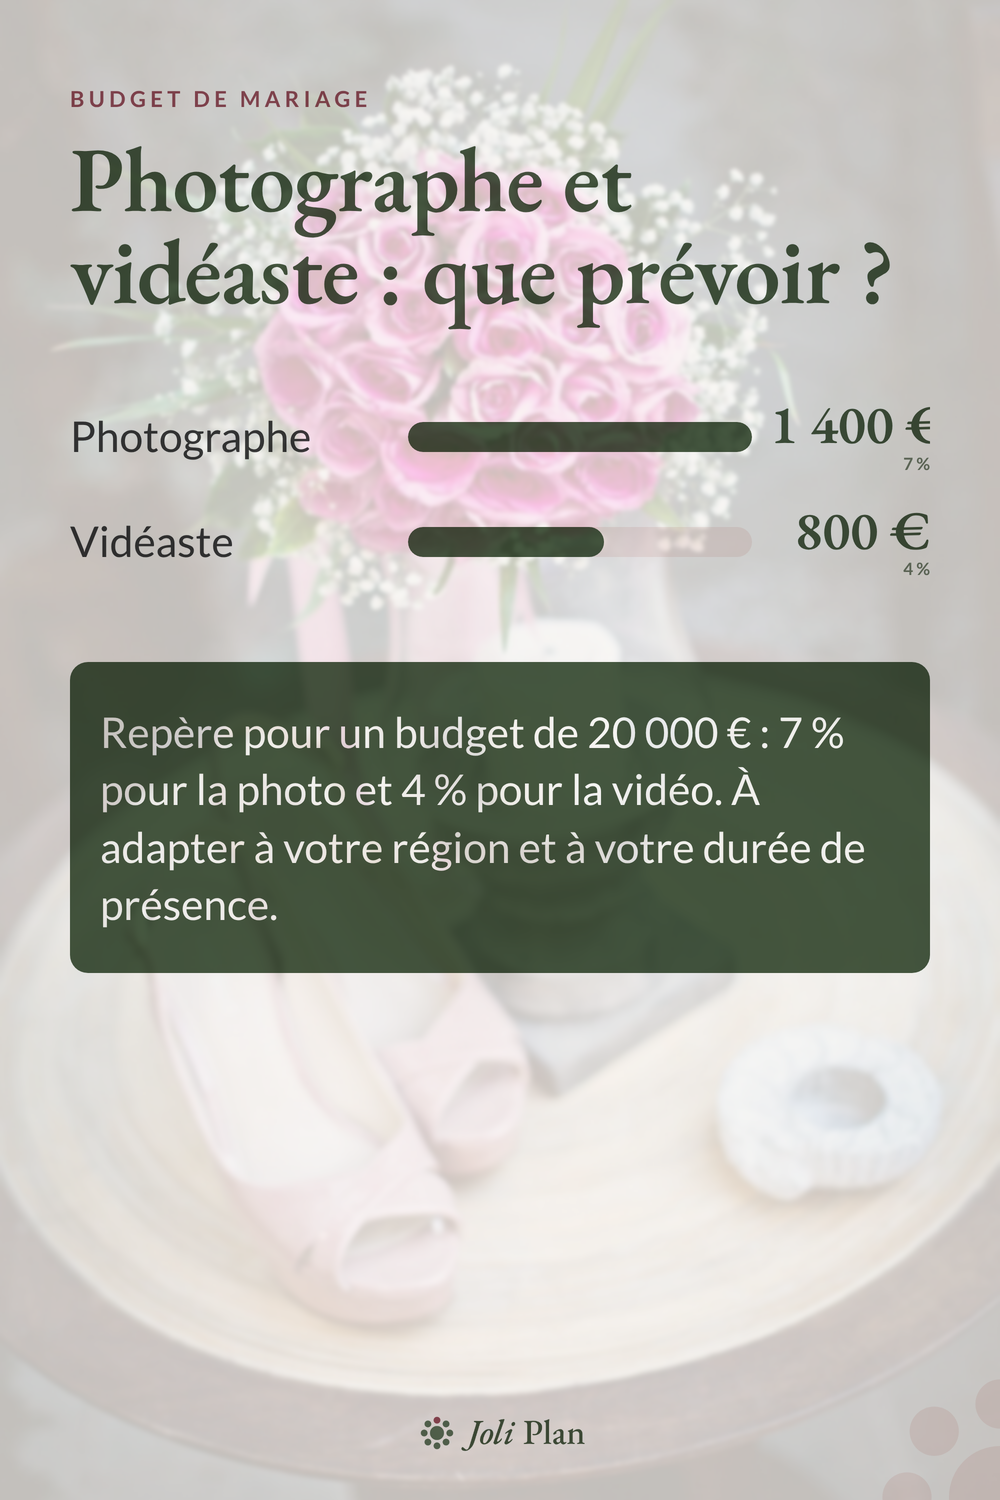 BUDGET DE MARIAGE
Photographe et
vidéaste : que prévoir ?
Photographe
1 400 €
7 %
Vidéaste
800 €
4 %
Repère pour un budget de 20 000 € : 7 %
pour la photo et 4 % pour la vidéo. À
adapter à votre région et à votre durée de
présence.
Joli Plan